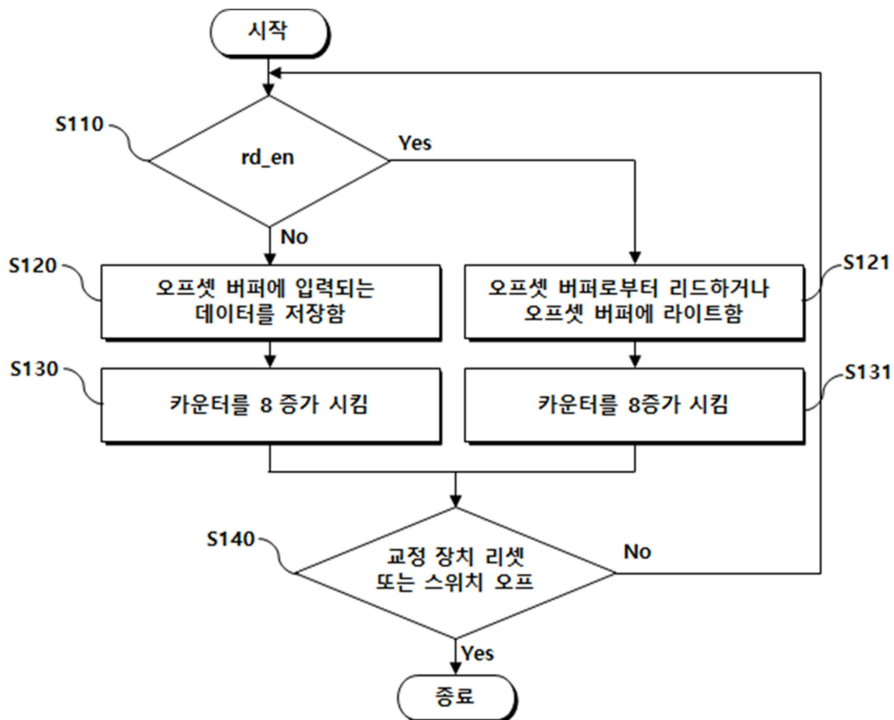 시작
S110
rd_en
Yes
No
S120
오프셋 버퍼에 입력되는
데이터를 저장함
오프셋 버퍼로부터 리드하거나
오프셋 버퍼에 라이트함
S121
S130
카운터를 8 증가 시킴
카운터를 8증가 시킴
S131
S140
교정 장치 리셋
또는 스위치 오프
No
Yes
종료